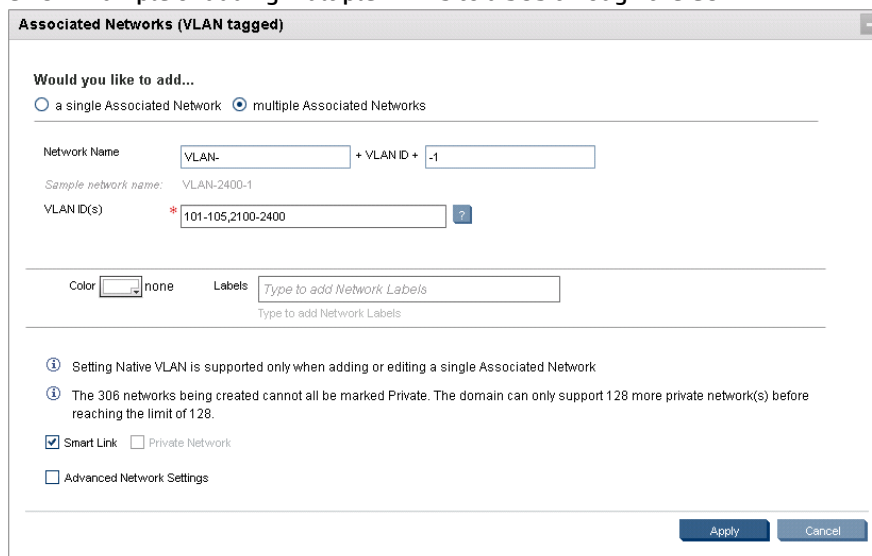 Associated Networks (VLAN tagged)
Would you like to add...
a single Associated Network multiple Associated Networks
Network Name VLAN- + VLAN ID + -1
Sample network name: VLAN-2400-1
VLAN ID(s) * 101-105,2100-2400 ?
Color none Labels Type to add Network Labels
Type to add Network Labels
Setting Native VLAN is supported only when adding or editing a single Associated Network
The 306 networks being created cannot all be marked Private. The domain can only support 128 more private network(s) before
reaching the limit of 128.
Smart Link Private Network
Advanced Network Settings
Apply Cancel